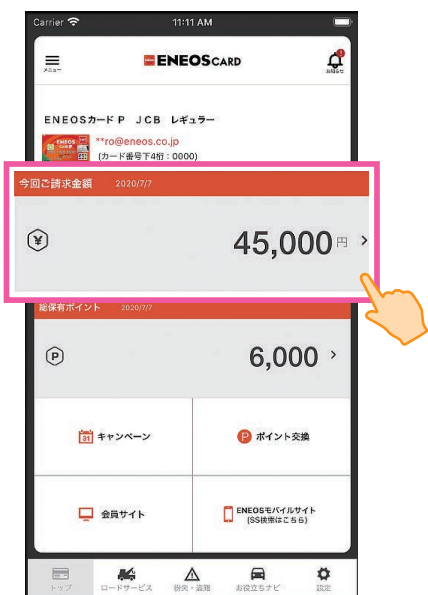 Carrier 11:11 AM
メニュー
ENEOSCARD
お知らせ
ENEOSカード P JCB レギュラー
**ro@eneos.co.jp
(カード番号下4桁：0000)
今回ご請求金額 2020/7/7
45,000円
総保有ポイント 2020/7/7
P
6,000
31 キャンペーン
P ポイント交換
会員サイト
ENEOSモバイルサイト
(SS検索はこちら)
トップ ロードサービス 紛失・盗難 お役立ちナビ 設定